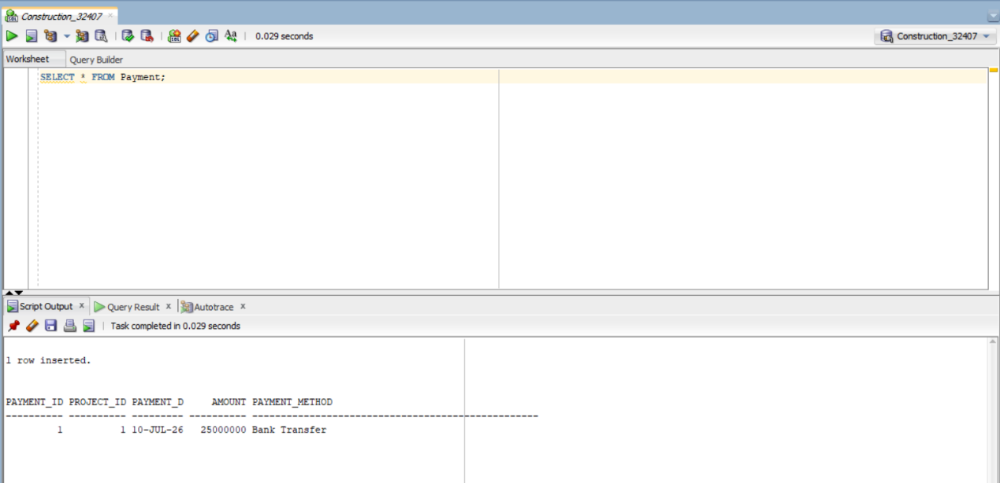 Construction_32407
0.029 seconds
Construction_32407
Worksheet Query Builder
SELECT * FROM Payment;
Script Output x Query Result x Autotrace x
Task completed in 0.029 seconds
1 row inserted.
PAYMENT_ID PROJECT_ID PAYMENT_D     AMOUNT PAYMENT_METHOD
---------- ---------- --------- ---------- --------------------------------------------------
         1          1 10-JUL-26   25000000 Bank Transfer